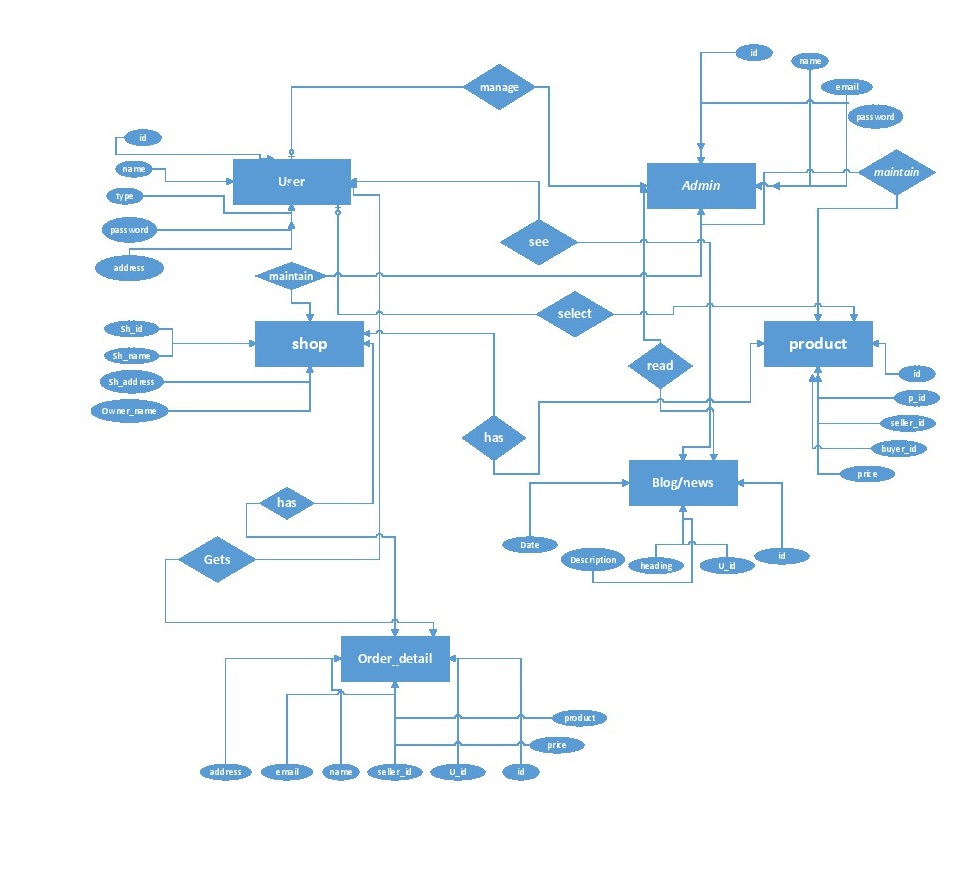 id
name
manage
email
password
id
name
User
Admin
maintain
type
password
see
address
maintain
select
Sh_id
shop
product
Sh_name
read
id
Sh_address
p_id
Owner_name
seller_id
has
buyer_id
price
Blog/news
has
Date
Gets
Description
heading
U_id
id
Order_detail
product
price
address
email
name
seller_id
U_id
id